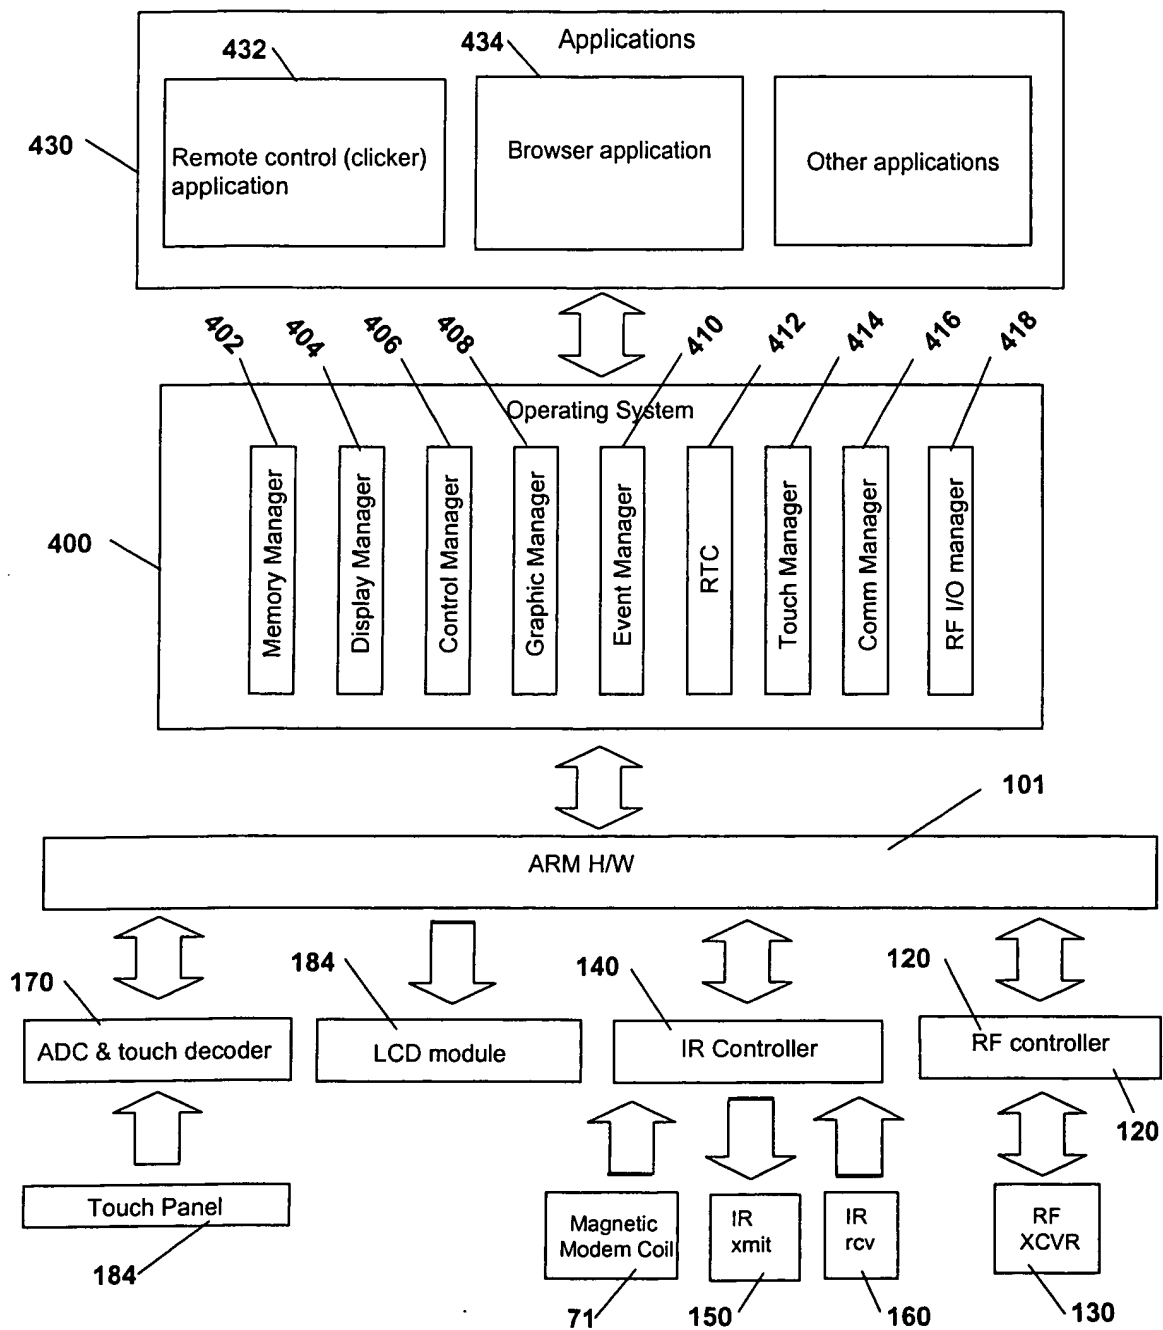 Applications
432
434
430
Remote control (clicker)
application
Browser application
Other applications
402
404
406
408
410
412
414
416
418
Operating System
400
Memory Manager
Display Manager
Control Manager
Graphic Manager
Event Manager
RTC
Touch Manager
Comm Manager
RF I/O manager
101
ARM H/W
170
184
140
120
ADC & touch decoder
LCD module
IR Controller
RF controller
120
Touch Panel
184
Magnetic
Modem Coil
IR
xmit
IR
rcv
RF
XCVR
71
150
160
130